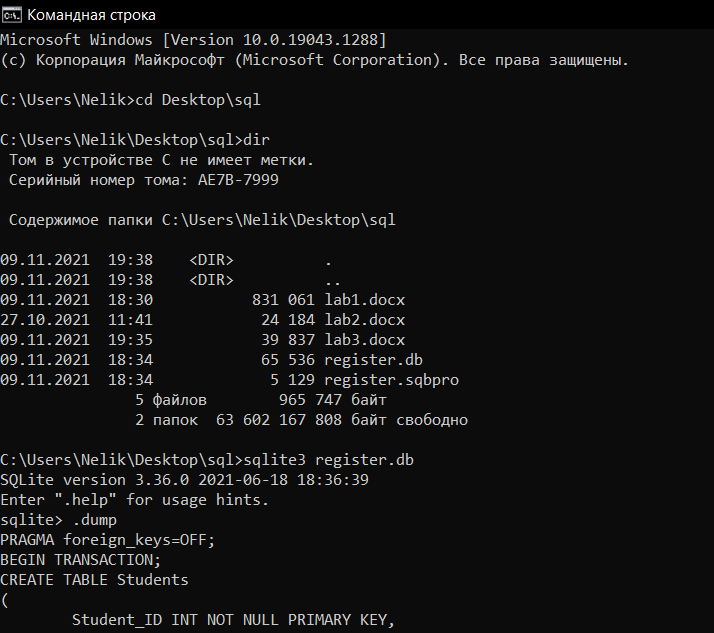 C:\. Командная строка
Microsoft Windows [Version 10.0.19043.1288]
(c) Корпорация Майкрософт (Microsoft Corporation). Все права защищены.
C:\Users\Nelik>cd Desktop\sql
C:\Users\Nelik\Desktop\sql>dir
Том в устройстве C не имеет метки.
Серийный номер тома: AE7B-7999
Содержимое папки C:\Users\Nelik\Desktop\sql
09.11.2021  19:38    <DIR>          .
09.11.2021  19:38    <DIR>          ..
09.11.2021  18:30           831 061 lab1.docx
27.10.2021  11:41            24 184 lab2.docx
09.11.2021  19:35            39 837 lab3.docx
09.11.2021  18:34            65 536 register.db
09.11.2021  18:34             5 129 register.sqbpro
5 файлов        965 747 байт
2 папок  63 602 167 808 байт свободно
C:\Users\Nelik\Desktop\sql>sqlite3 register.db
SQLite version 3.36.0 2021-06-18 18:36:39
Enter ".help" for usage hints.
sqlite> .dump
PRAGMA foreign_keys=OFF;
BEGIN TRANSACTION;
CREATE TABLE Students
(
Student_ID INT NOT NULL PRIMARY KEY,